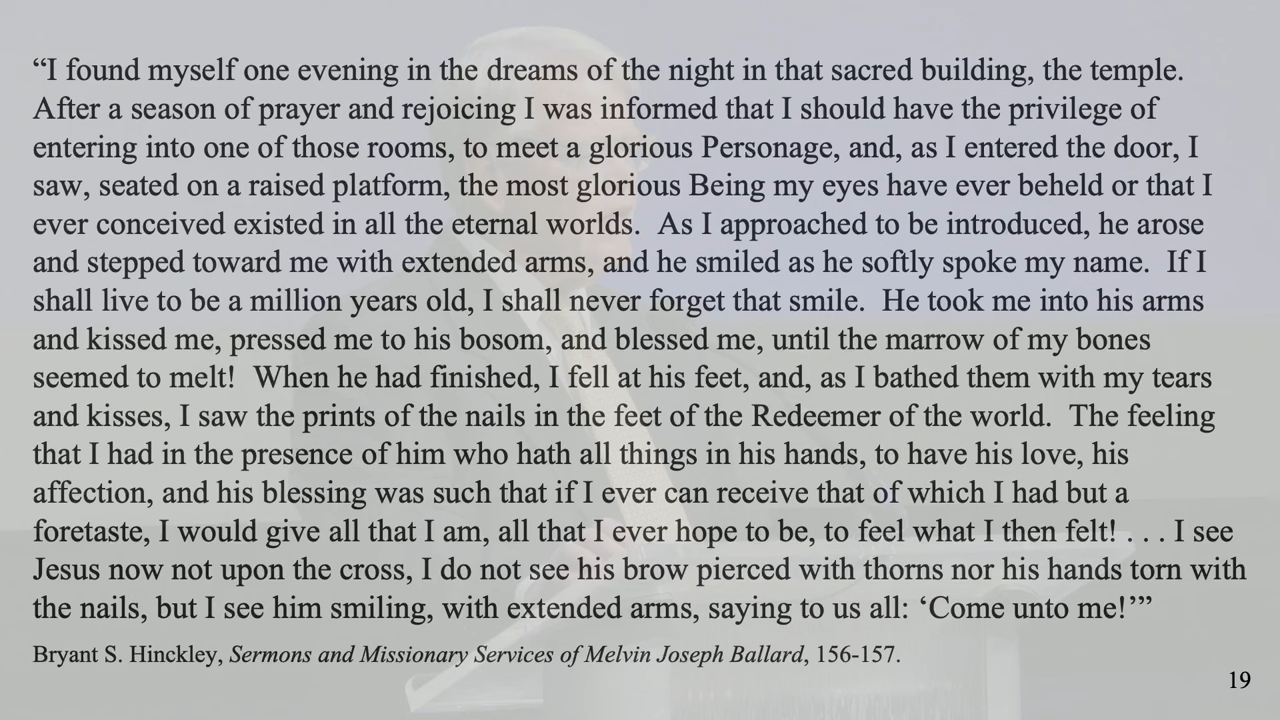 “I found myself one evening in the dreams of the night in that sacred building, the temple.
After a season of prayer and rejoicing I was informed that I should have the privilege of
entering into one of those rooms, to meet a glorious Personage, and, as I entered the door, I
saw, seated on a raised platform, the most glorious Being my eyes have ever beheld or that I
ever conceived existed in all the eternal worlds.  As I approached to be introduced, he arose
and stepped toward me with extended arms, and he smiled as he softly spoke my name.  If I
shall live to be a million years old, I shall never forget that smile.  He took me into his arms
and kissed me, pressed me to his bosom, and blessed me, until the marrow of my bones
seemed to melt!  When he had finished, I fell at his feet, and, as I bathed them with my tears
and kisses, I saw the prints of the nails in the feet of the Redeemer of the world.  The feeling
that I had in the presence of him who hath all things in his hands, to have his love, his
affection, and his blessing was such that if I ever can receive that of which I had but a
foretaste, I would give all that I am, all that I ever hope to be, to feel what I then felt! . . . I see
Jesus now not upon the cross, I do not see his brow pierced with thorns nor his hands torn with
the nails, but I see him smiling, with extended arms, saying to us all: ‘Come unto me!’”
Bryant S. Hinckley, Sermons and Missionary Services of Melvin Joseph Ballard, 156-157.
19